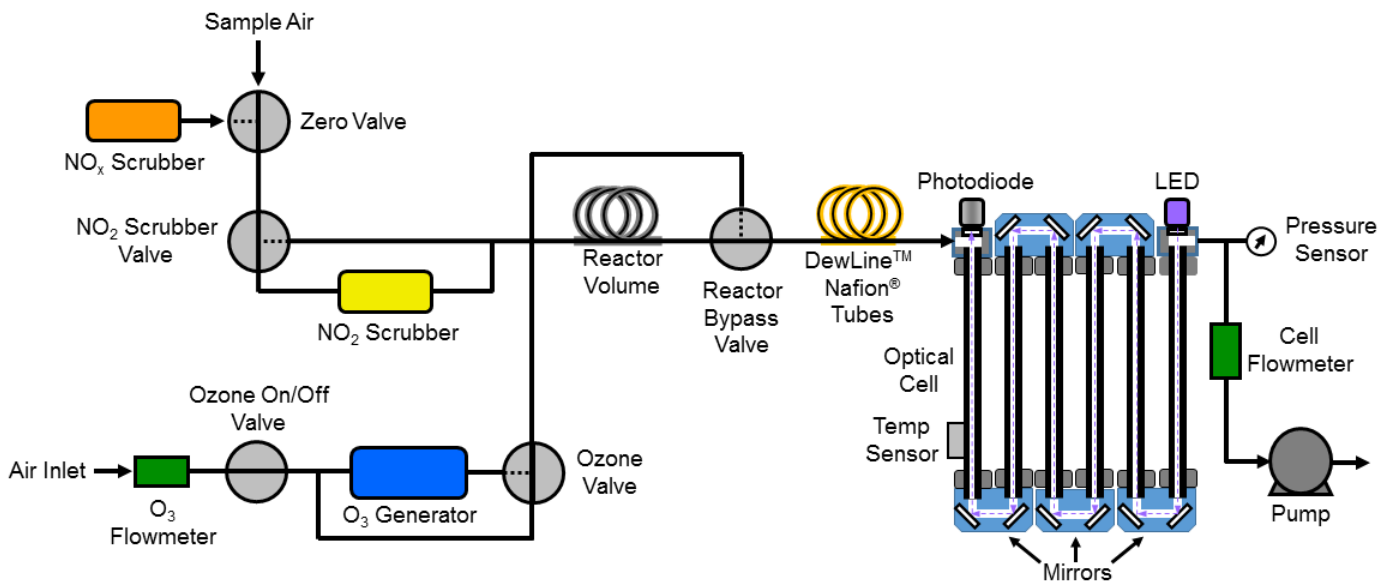 Sample Air
NOₓ Scrubber
Zero Valve
NO₂ Scrubber
Valve
NO₂ Scrubber
Reactor
Volume
Reactor
Bypass
Valve
DewLine™
Nafion®
Tubes
Photodiode
LED
Pressure
Sensor
Optical
Cell
Cell
Flowmeter
Temp
Sensor
Ozone On/Off
Valve
Air Inlet
O₃
Flowmeter
O₃ Generator
Ozone
Valve
Pump
Mirrors